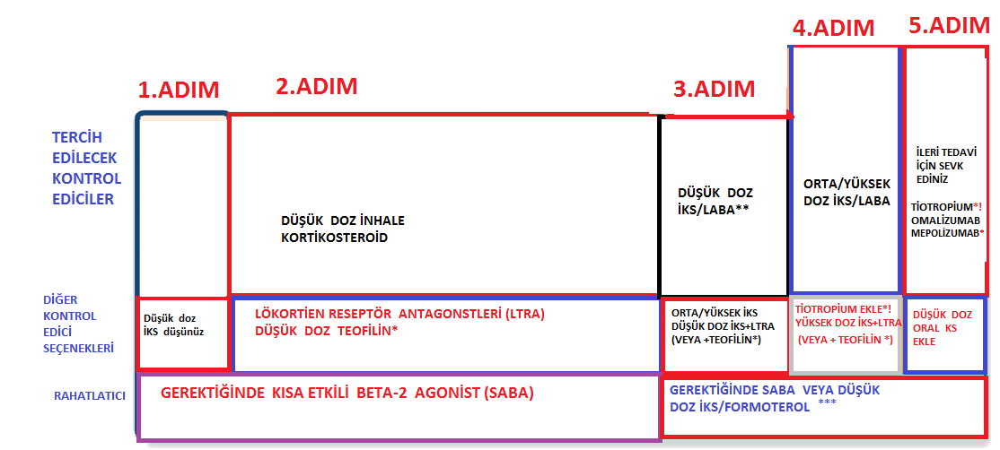 1.ADIM
2.ADIM
3.ADIM
4.ADIM
5.ADIM
TERCİH
EDİLECEK
KONTROL
EDİCİLER
DÜŞÜK DOZ İNHALE
KORTİKOSTEROİD
DÜŞÜK DOZ
İKS/LABA**
ORTA/YÜKSEK
DOZ İKS/LABA
İLERİ TEDAVİ
İÇİN SEVK
EDİNİZ
TİOTROPİUM*!
OMALİZUMAB
MEPOLİZUMAB*
DİĞER
KONTROL
EDİCİ
SEÇENEKLERİ
Düşük doz
İKS düşünüz
LÖKORTİEN RESEPTÖR ANTAGONSTLERİ (LTRA)
DÜŞÜK DOZ TEOFİLİN*
ORTA/YÜKSEK İKS
DÜŞÜK DOZ İKS+LTRA
(VEYA +TEOFİLİN*)
TİOTROPİUM EKLE*!
YÜKSEK DOZ İKS+LTRA
(VEYA + TEOFİLİN *)
DÜŞÜK DOZ
ORAL KS
EKLE
RAHATLATICI
GEREKTİĞİNDE KISA ETKİLİ BETA-2 AGONİST (SABA)
GEREKTİĞİNDE SABA VEYA DÜŞÜK
DOZ İKS/FORMOTEROL ***